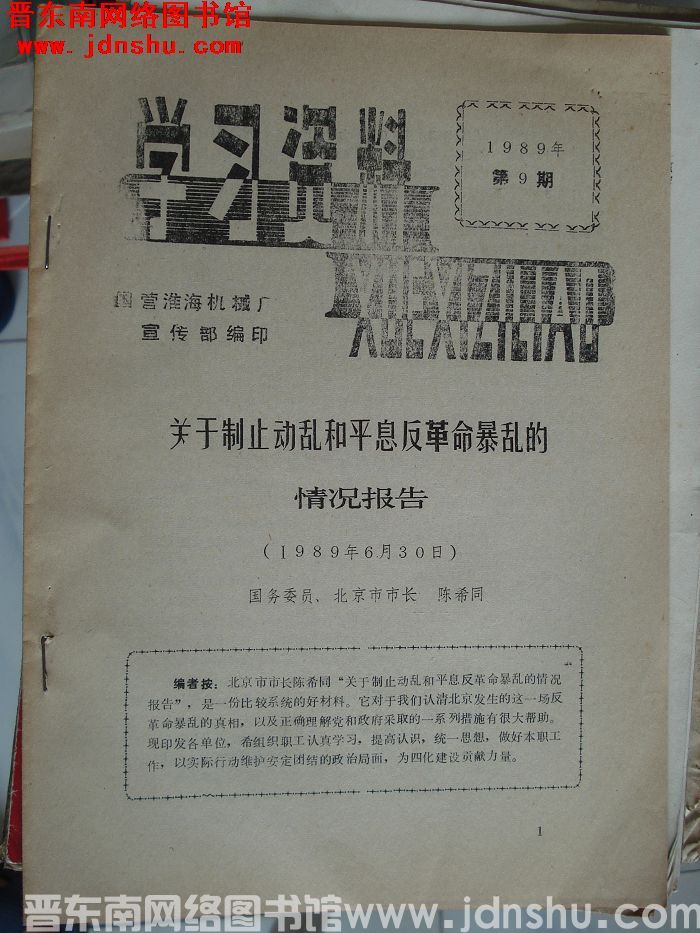 晋东南网络图书馆
www.jdnshu.com
学习资料
XUEXIZILIAO
1989年
第9期
国营淮海机械厂
宣传部编印
关于制止动乱和平息反革命暴乱的
情况报告
(1989年6月30日)
国务委员、北京市市长 陈希同
编者按:北京市市长陈希同“关于制止动乱和平息反革命暴乱的情况
报告”,是一份比较系统的好材料。它对于我们认清北京发生的这一场反
革命暴乱的真相,以及正确理解党和政府采取的一系列措施有很大帮助。
现印发各单位,希组织职工认真学习,提高认识,统一思想,做好本职工
作,以实际行动维护安定团结的政治局面,为四化建设贡献力量。
1
晋东南网络图书馆 www.jdnshu.com